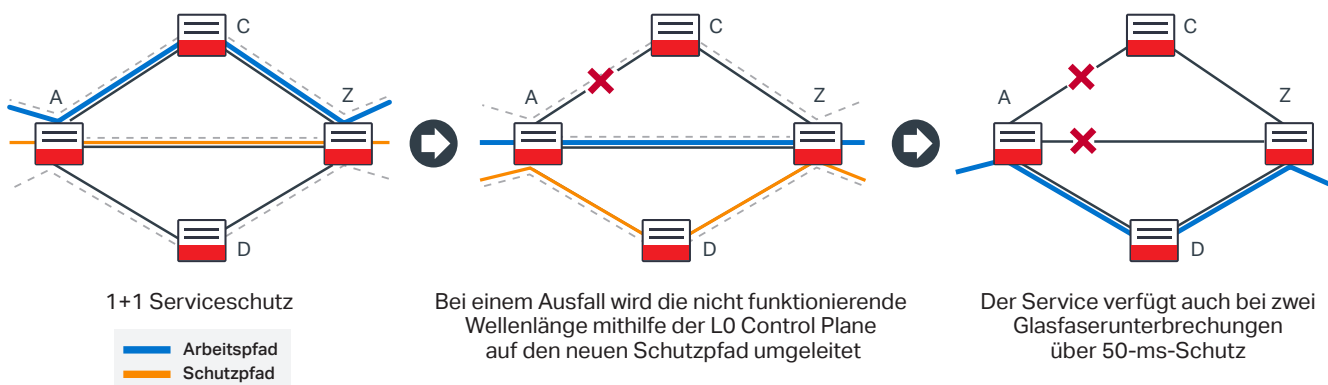 C
A
Z
D
1+1 Serviceschutz
Arbeitspfad
Schutzpfad
C
A
Z
D
Bei einem Ausfall wird die nicht funktionierende
Wellenlänge mithilfe der L0 Control Plane
auf den neuen Schutzpfad umgeleitet
C
A
Z
D
Der Service verfügt auch bei zwei
Glasfaserunterbrechungen
über 50-ms-Schutz